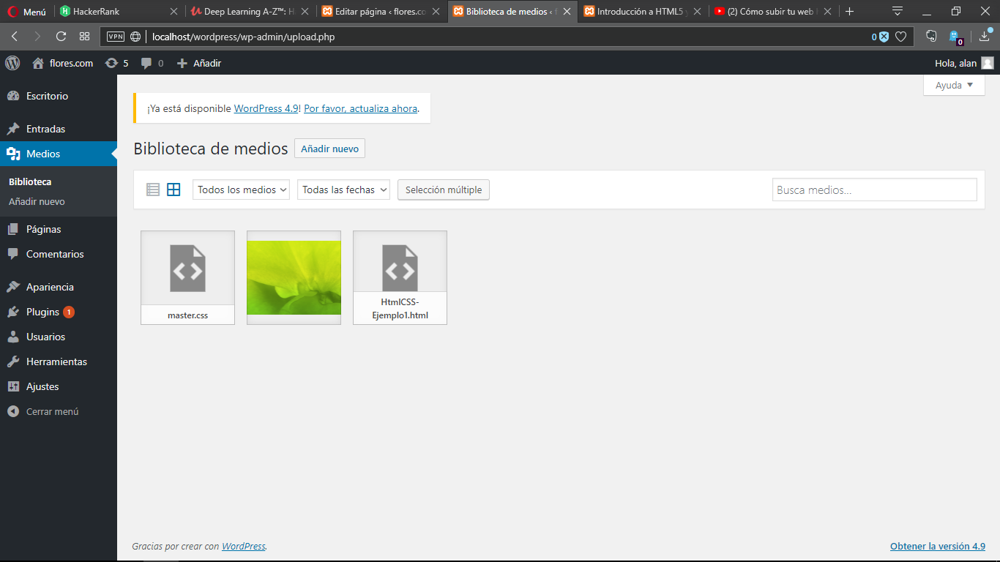 Menú HackerRank Deep Learning A-Z™: H Editar página ‹ flores.co Biblioteca de medios ‹ f Introducción a HTML5 y (2) Cómo subir tu web
VPN localhost/wordpress/wp-admin/upload.php 0 0
flores.com 5 0 Añadir Hola, alan
Ayuda
Escritorio
Entradas
Medios
Biblioteca
Añadir nuevo
Páginas
Comentarios
Apariencia
Plugins 1
Usuarios
Herramientas
Ajustes
Cerrar menú
¡Ya está disponible WordPress 4.9! Por favor, actualiza ahora.
Biblioteca de medios Añadir nuevo
Todos los medios Todas las fechas Selección múltiple Busca medios...
master.css
HtmlCSS-
Ejemplo1.html
Gracias por crear con WordPress. Obtener la versión 4.9